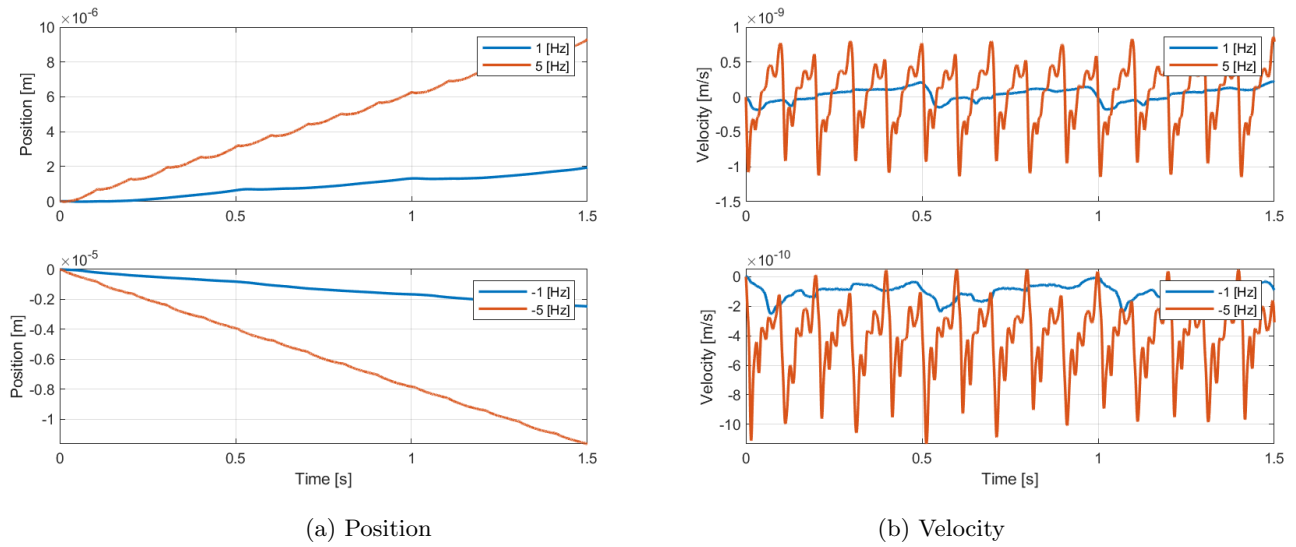 ×10⁻⁶
10
8
6
4
2
0
Position [m]
1 [Hz]
5 [Hz]
0
0.5
1
1.5
×10⁻⁵
0
-0.2
-0.4
-0.6
-0.8
-1
Position [m]
-1 [Hz]
-5 [Hz]
0
0.5
1
1.5
Time [s]
(a) Position
×10⁻⁹
1
0.5
0
-0.5
-1
-1.5
Velocity [m/s]
1 [Hz]
5 [Hz]
0
0.5
1
1.5
×10⁻¹⁰
0
-2
-4
-6
-8
-10
Velocity [m/s]
-1 [Hz]
-5 [Hz]
0
0.5
1
1.5
Time [s]
(b) Velocity